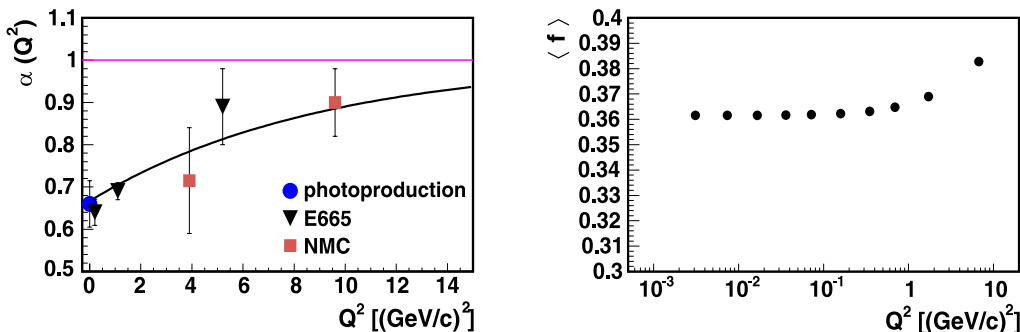 α (Q²)
1.1
1
0.9
0.8
0.7
0.6
0.5
0 2 4 6 8 10 12 14
Q² [(GeV/c)²]
photoproduction
E665
NMC
⟨ f ⟩
0.4
0.39
0.38
0.37
0.36
0.35
0.34
0.33
0.32
0.31
0.3
10⁻³ 10⁻² 10⁻¹ 1 10
Q² [(GeV/c)²]